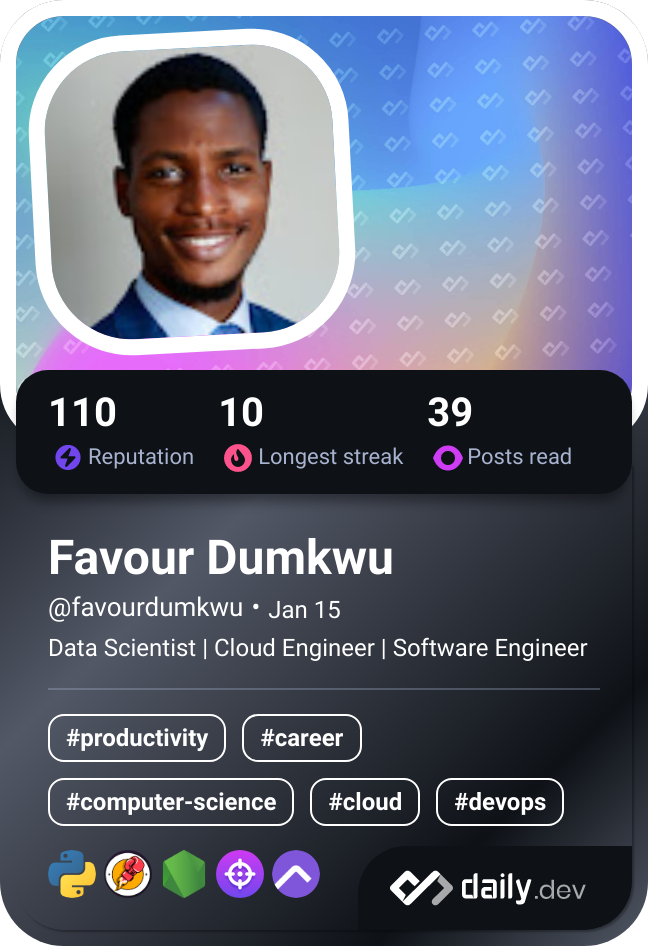 110 10 39
Reputation Longest streak Posts read
Favour Dumkwu
@favourdumkwu • Jan 15
Data Scientist | Cloud Engineer | Software Engineer
#productivity #career
#computer-science #cloud #devops
daily.dev